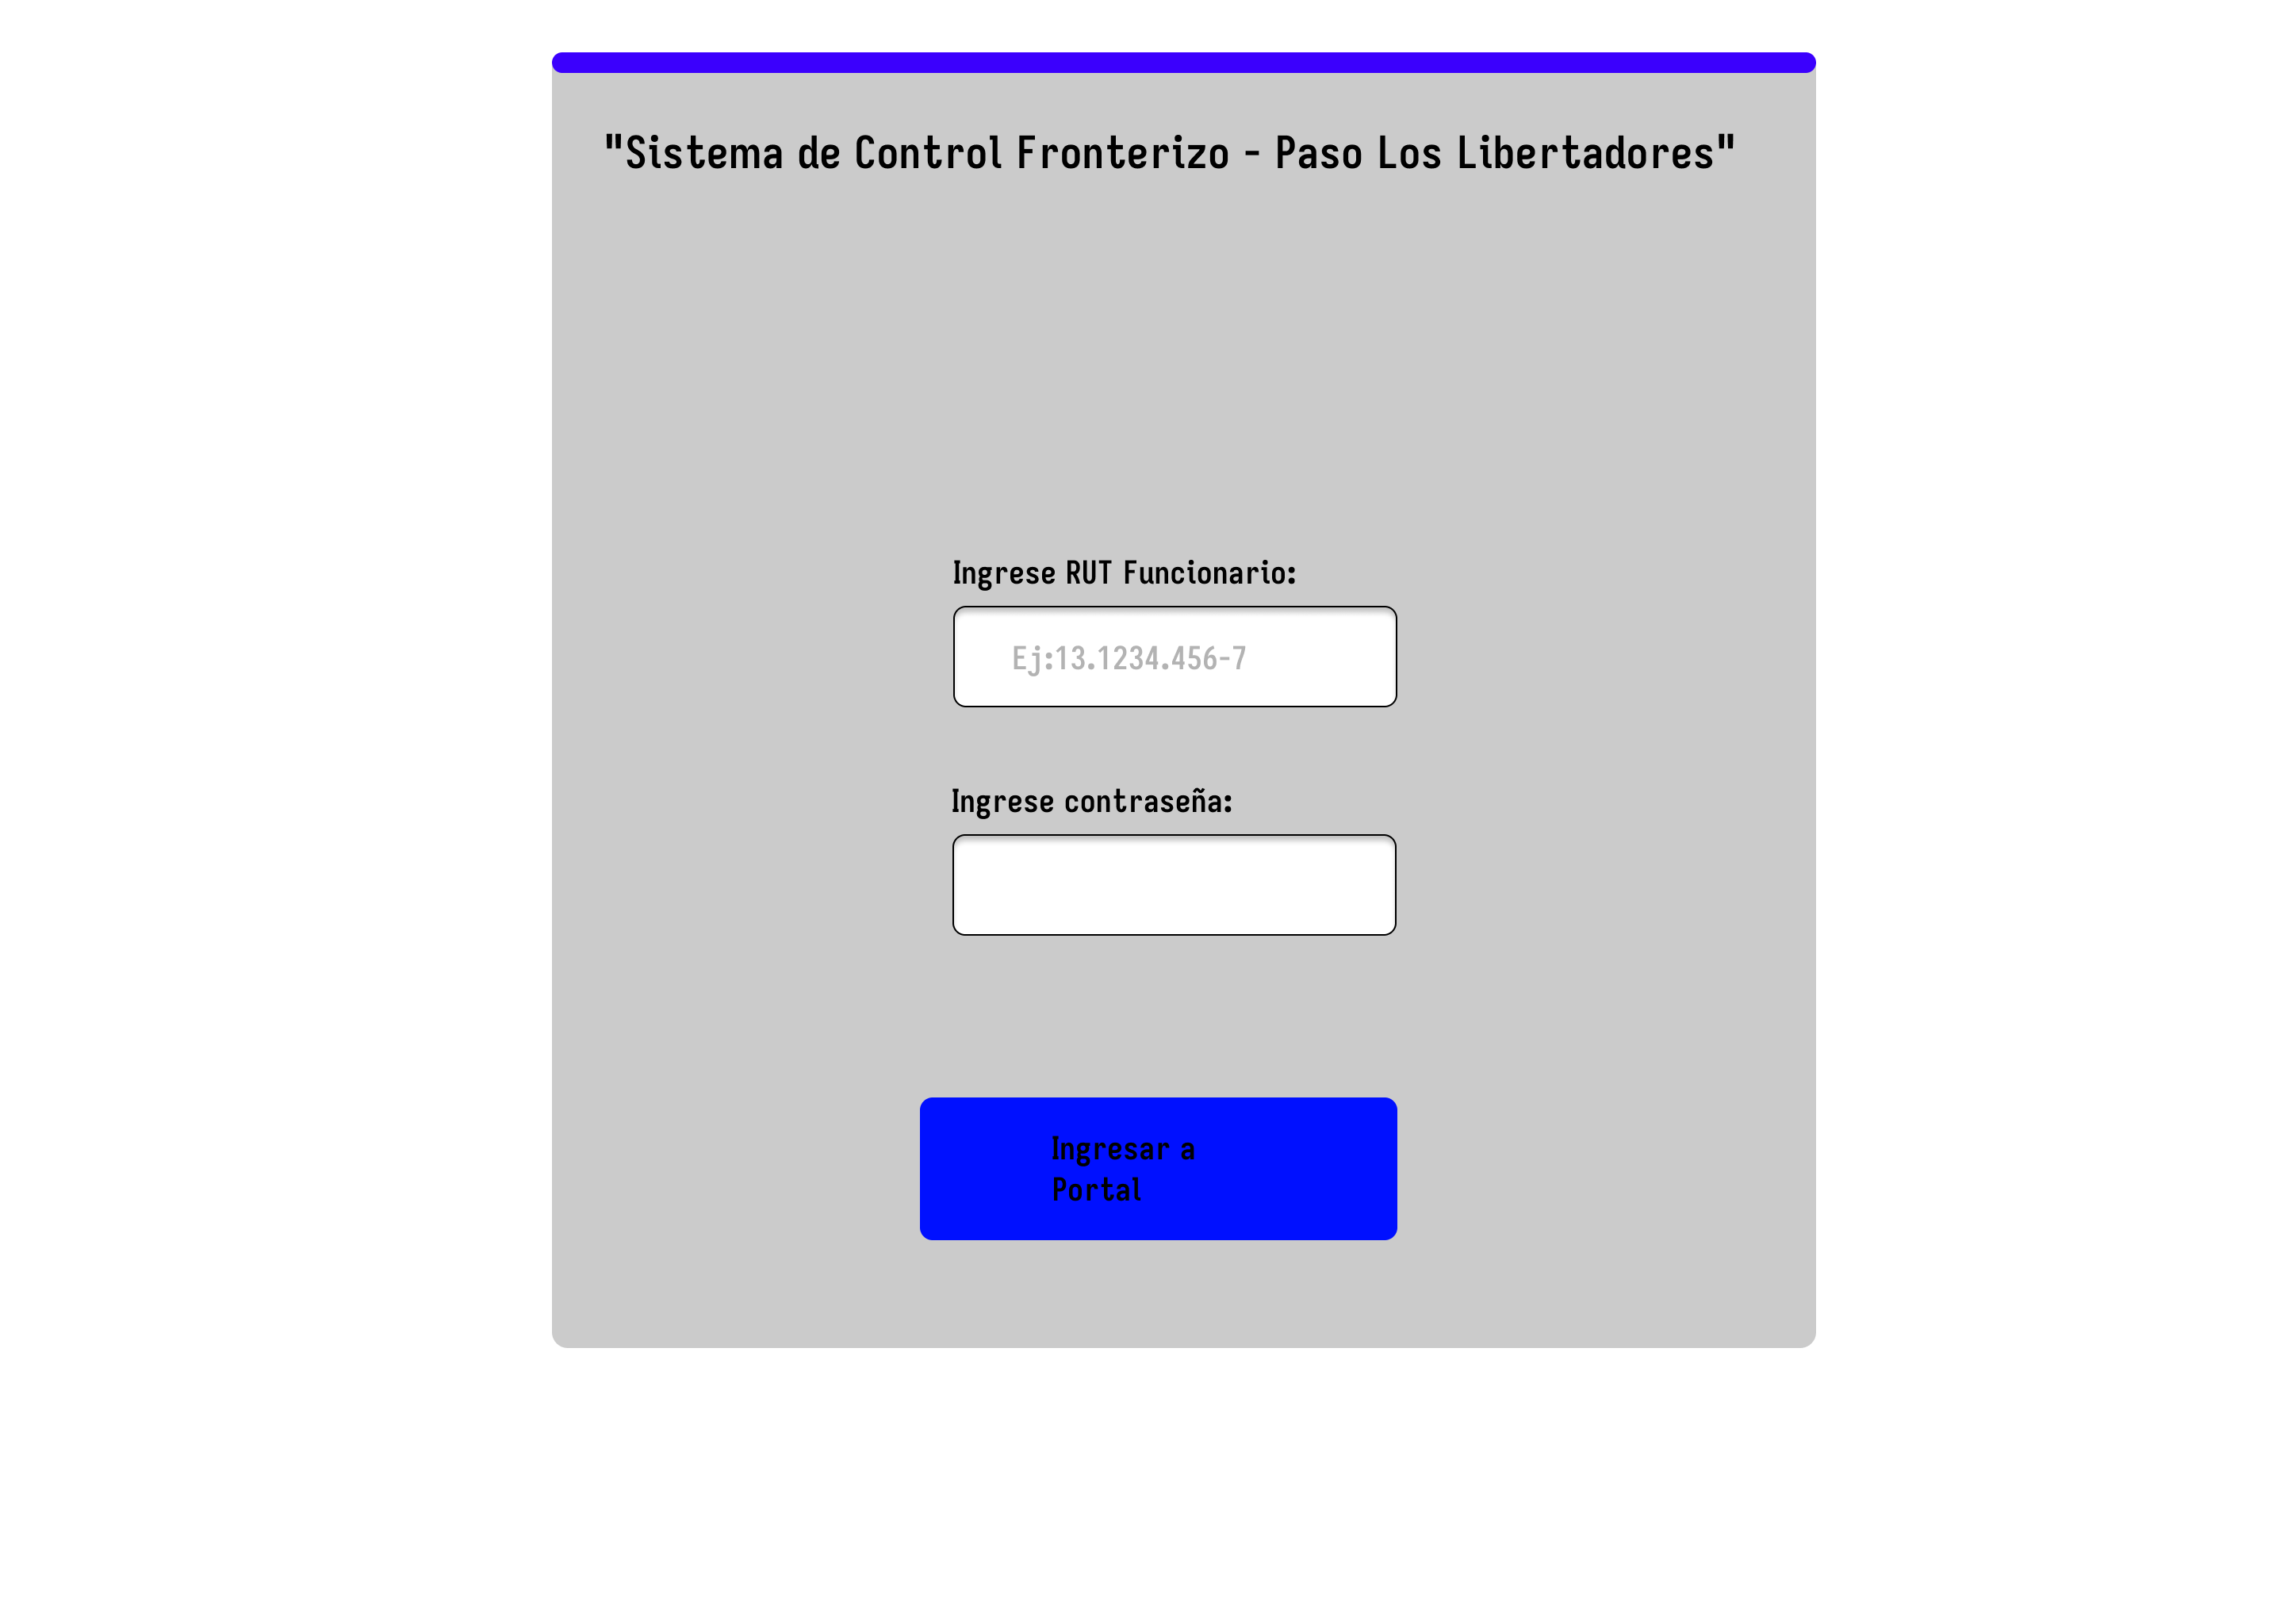 "Sistema de Control Fronterizo - Paso Los Libertadores"
Ingrese RUT Funcionario:
Ej:13.1234.456-7
Ingrese contraseña:
Ingresar a
Portal